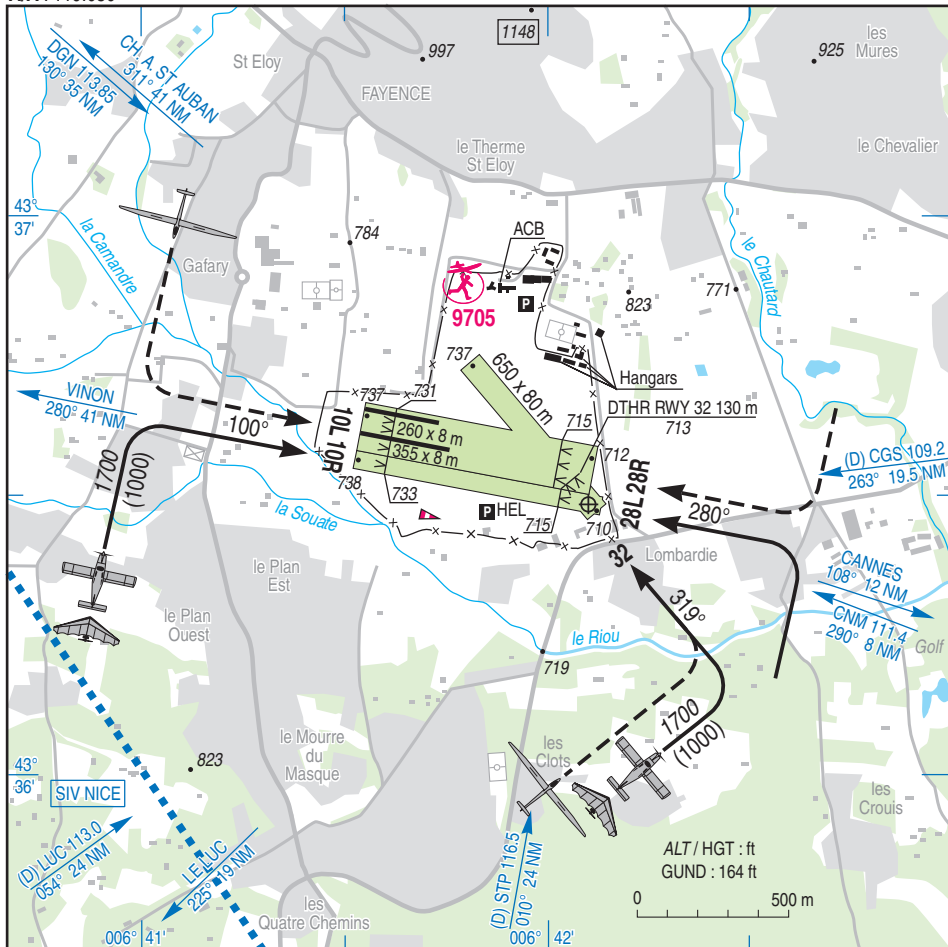 1148
997
925
les
Mures
St Eloy
FAYENCE
CH. A. ST AUBAN
311° 41 NM
DGN 113.85
130° 35 NM
le Therme
St Eloy
le Chevalier
43°
37'
la Camandre
784
Gafary
ACB
P
9705
823
771
le Chautard
737
650 x 80 m
Hangars
VINON
280° 41 NM
737
731
DTHR RWY 32 130 m
713
715
100°
10L 10R
260 x 8 m
355 x 8 m
712
1700
(1000)
738
733
P HEL
715
710
28L 28R
280°
(D) CGS 109.2
263° 19.5 NM
la Souate
32
Lombardie
319°
CANNES
108° 12 NM
CNM 111.4
290° 8 NM
Golf
le Plan
Est
le Plan
Ouest
le Riou
719
1700
(1000)
le Mourre
du
Masque
les
Clots
823
43°
36'
SIV NICE
les
Crouis
(D) LUC 113.0
054° 24 NM
LE LUC
225° 19 NM
(D) STP 116.5
010° 24 NM
ALT / HGT : ft
GUND : 164 ft
0 500 m
les
Quatre Chemins
006° 41'
006° 42'